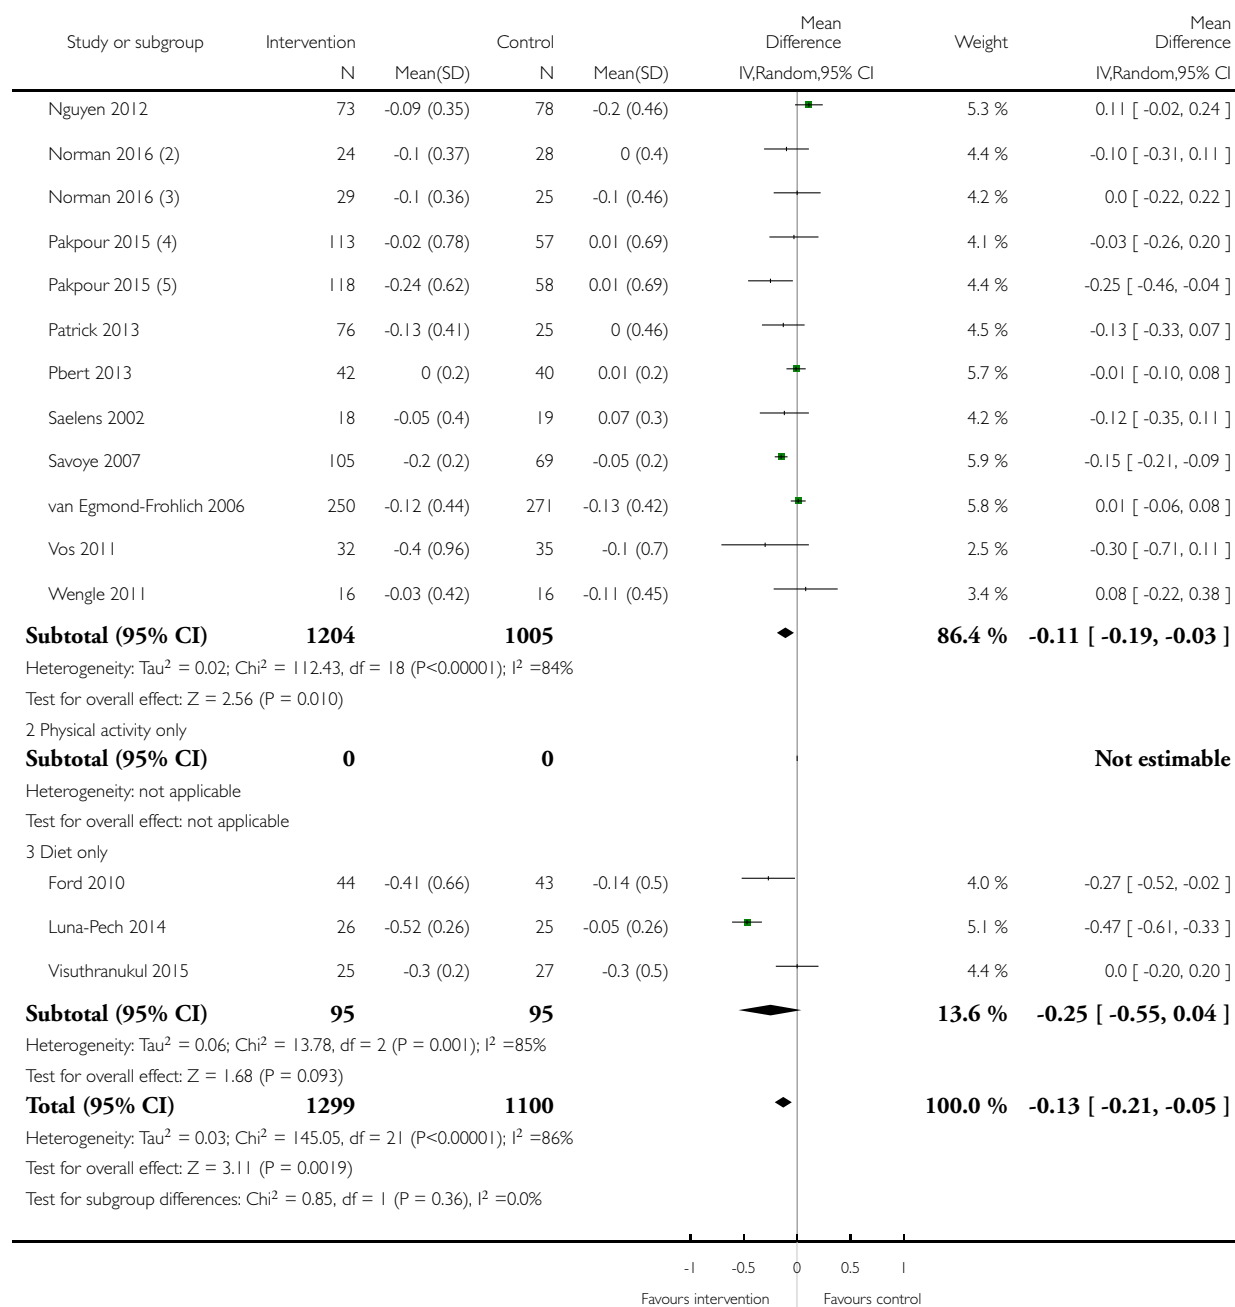 Study or subgroup Intervention Control Mean Difference Weight Mean Difference
N Mean(SD) N Mean(SD) IV,Random,95% CI IV,Random,95% CI
Nguyen 2012 73 -0.09 (0.35) 78 -0.2 (0.46) 5.3 % 0.11 [ -0.02, 0.24 ]
Norman 2016 (2) 24 -0.1 (0.37) 28 0 (0.4) 4.4 % -0.10 [ -0.31, 0.11 ]
Norman 2016 (3) 29 -0.1 (0.36) 25 -0.1 (0.46) 4.2 % 0.0 [ -0.22, 0.22 ]
Pakpour 2015 (4) 113 -0.02 (0.78) 57 0.01 (0.69) 4.1 % -0.03 [ -0.26, 0.20 ]
Pakpour 2015 (5) 118 -0.24 (0.62) 58 0.01 (0.69) 4.4 % -0.25 [ -0.46, -0.04 ]
Patrick 2013 76 -0.13 (0.41) 25 0 (0.46) 4.5 % -0.13 [ -0.33, 0.07 ]
Pbert 2013 42 0 (0.2) 40 0.01 (0.2) 5.7 % -0.01 [ -0.10, 0.08 ]
Saelens 2002 18 -0.05 (0.4) 19 0.07 (0.3) 4.2 % -0.12 [ -0.35, 0.11 ]
Savoye 2007 105 -0.2 (0.2) 69 -0.05 (0.2) 5.9 % -0.15 [ -0.21, -0.09 ]
van Egmond-Frohlich 2006 250 -0.12 (0.44) 271 -0.13 (0.42) 5.8 % 0.01 [ -0.06, 0.08 ]
Vos 2011 32 -0.4 (0.96) 35 -0.1 (0.7) 2.5 % -0.30 [ -0.71, 0.11 ]
Wengle 2011 16 -0.03 (0.42) 16 -0.11 (0.45) 3.4 % 0.08 [ -0.22, 0.38 ]
Subtotal (95% CI) 1204 1005 86.4 % -0.11 [ -0.19, -0.03 ]
Heterogeneity: Tau² = 0.02; Chi² = 112.43, df = 18 (P<0.00001); I² =84%
Test for overall effect: Z = 2.56 (P = 0.010)
2 Physical activity only
Subtotal (95% CI) 0 0 Not estimable
Heterogeneity: not applicable
Test for overall effect: not applicable
3 Diet only
Ford 2010 44 -0.41 (0.66) 43 -0.14 (0.5) 4.0 % -0.27 [ -0.52, -0.02 ]
Luna-Pech 2014 26 -0.52 (0.26) 25 -0.05 (0.26) 5.1 % -0.47 [ -0.61, -0.33 ]
Visuthranukul 2015 25 -0.3 (0.2) 27 -0.3 (0.5) 4.4 % 0.0 [ -0.20, 0.20 ]
Subtotal (95% CI) 95 95 13.6 % -0.25 [ -0.55, 0.04 ]
Heterogeneity: Tau² = 0.06; Chi² = 13.78, df = 2 (P = 0.001); I² =85%
Test for overall effect: Z = 1.68 (P = 0.093)
Total (95% CI) 1299 1100 100.0 % -0.13 [ -0.21, -0.05 ]
Heterogeneity: Tau² = 0.03; Chi² = 145.05, df = 21 (P<0.00001); I² =86%
Test for overall effect: Z = 3.11 (P = 0.0019)
Test for subgroup differences: Chi² = 0.85, df = 1 (P = 0.36), I² =0.0%
-1 -0.5 0 0.5 1
Favours intervention Favours control